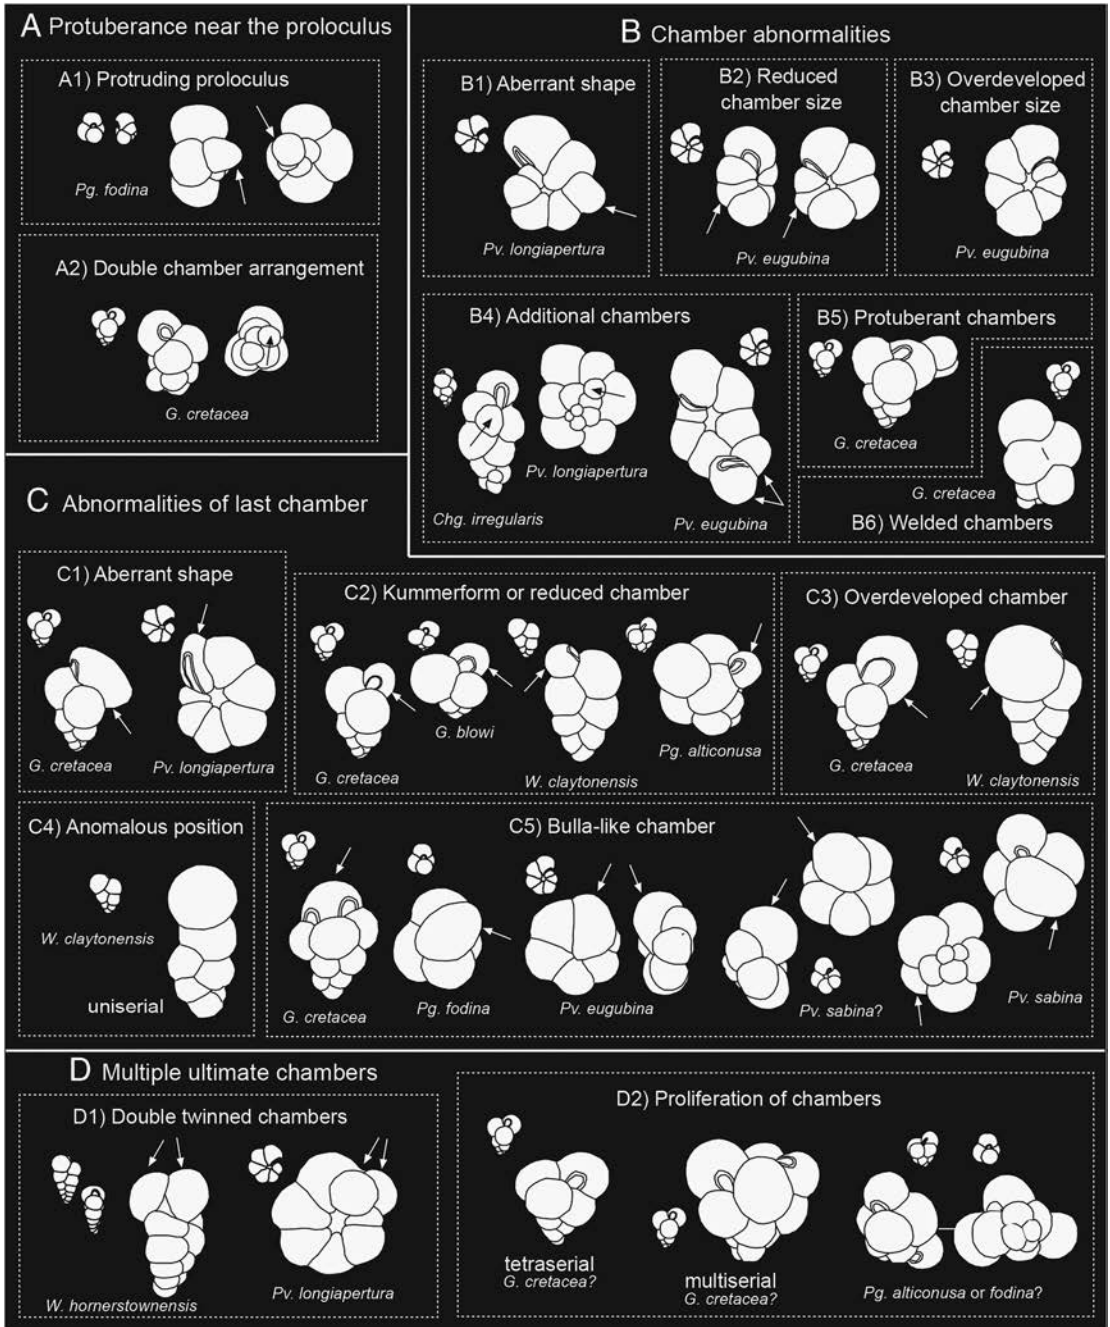 A Protuberance near the proloculus
A1) Protruding proloculus
Pg. fodina
A2) Double chamber arrangement
G. cretacea
B Chamber abnormalities
B1) Aberrant shape
Pv. longiapertura
B2) Reduced
chamber size
Pv. eugubina
B3) Overdeveloped
chamber size
Pv. eugubina
B4) Additional chambers
Chg. irregularis
Pv. longiapertura
Pv. eugubina
B5) Protuberant chambers
G. cretacea
G. cretacea
B6) Welded chambers
C Abnormalities of last chamber
C1) Aberrant shape
G. cretacea
Pv. longiapertura
C2) Kummerform or reduced chamber
G. cretacea
G. blowi
W. claytonensis
Pg. alticonusa
C3) Overdeveloped chamber
G. cretacea
W. claytonensis
C4) Anomalous position
W. claytonensis
uniserial
C5) Bulla-like chamber
G. cretacea
Pg. fodina
Pv. eugubina
Pv. sabina?
Pv. sabina
D Multiple ultimate chambers
D1) Double twinned chambers
W. hornerstownensis
Pv. longiapertura
D2) Proliferation of chambers
tetraserial
G. cretacea?
multiserial
G. cretacea?
Pg. alticonusa or fodina?